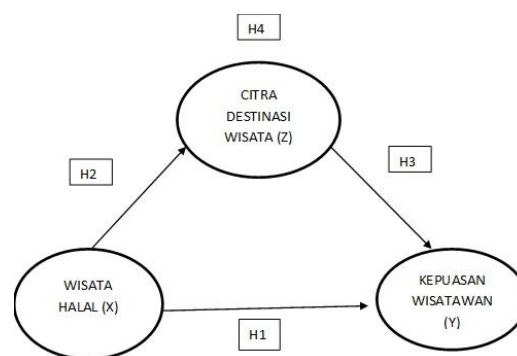 H4
CITRA
DESTINASI
WISATA (Z)
H2
H3
WISATA
HALAL (X)
KEPUASAN
WISATAWAN
(Y)
H1